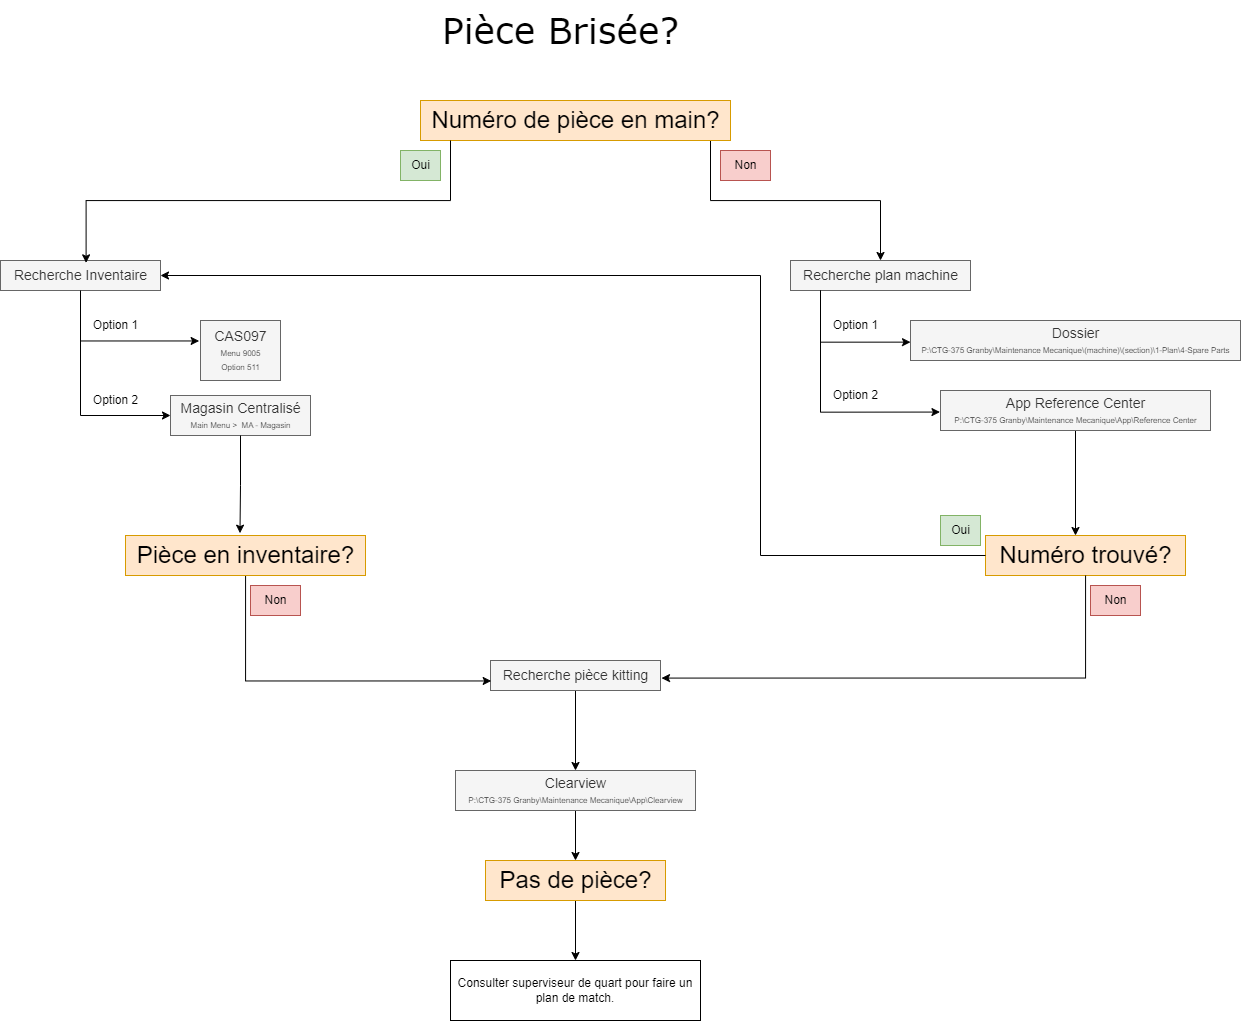 Pièce Brisée?
Numéro de pièce en main?
Oui
Non
Recherche Inventaire
Recherche plan machine
Option 1
CAS097
Menu 9005
Option 511
Option 1
Dossier
P:\CTG-375 Granby\Maintenance Mecanique\(machine)\(section)\1-Plan\4-Spare Parts
Option 2
Magasin Centralisé
Main Menu > MA - Magasin
Option 2
App Reference Center
P:\CTG-375 Granby\Maintenance Mecanique\App\Reference Center
Pièce en inventaire?
Non
Oui
Numéro trouvé?
Non
Recherche pièce kitting
Clearview
P:\CTG-375 Granby\Maintenance Mecanique\App\Clearview
Pas de pièce?
Consulter superviseur de quart pour faire un
plan de match.